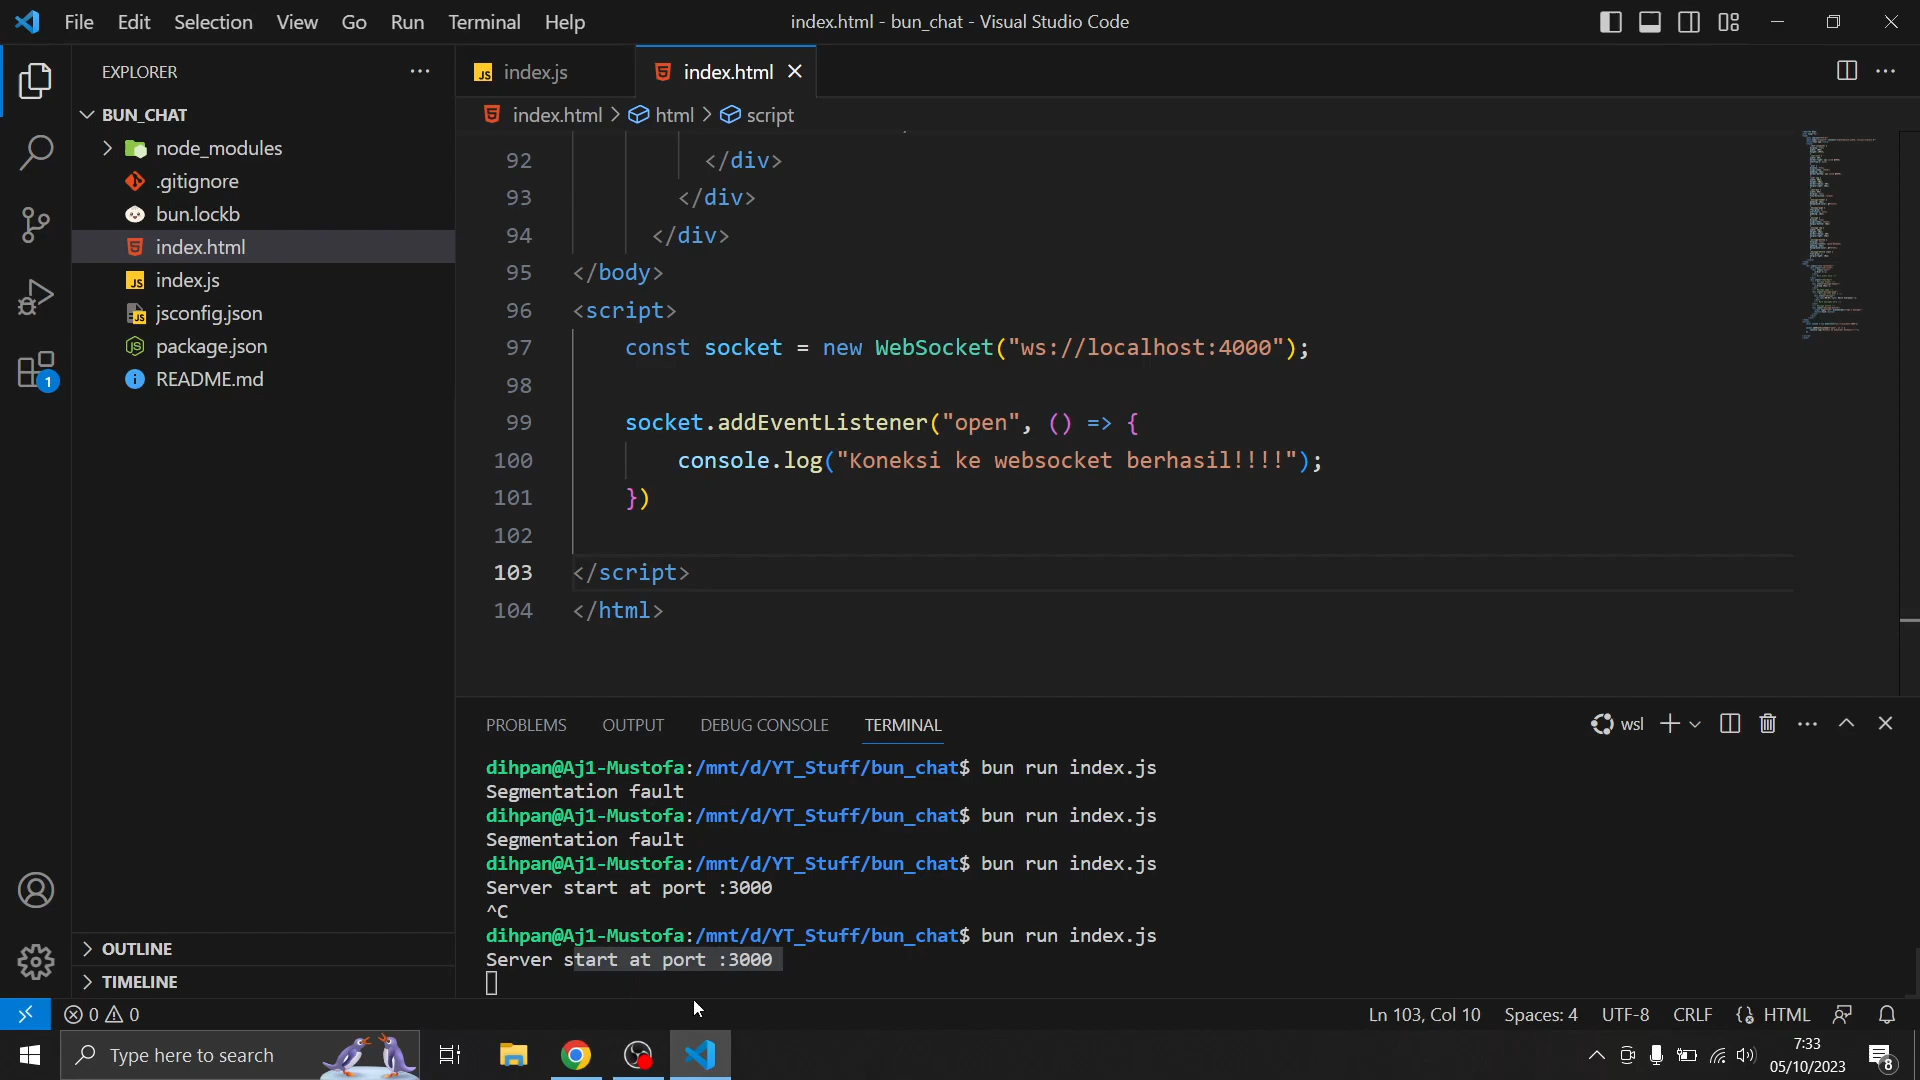 File Edit Selection View Go Run Terminal Help
index.html - bun_chat - Visual Studio Code
EXPLORER
BUN_CHAT
node_modules
.gitignore
bun.lockb
index.html
index.js
jsconfig.json
package.json
README.md
OUTLINE
TIMELINE
1
JS index.js
index.html
index.html > html > script
92 </div>
93 </div>
94 </div>
95 </body>
96 <script>
97 const socket = new WebSocket("ws://localhost:4000");
98
99 socket.addEventListener("open", () => {
100 console.log("Koneksi ke websocket berhasil!!!!");
101 })
102
103 </script>
104 </html>
PROBLEMS OUTPUT DEBUG CONSOLE TERMINAL
wsl
dihpan@Aj1-Mustofa:/mnt/d/YT_Stuff/bun_chat$ bun run index.js
Segmentation fault
dihpan@Aj1-Mustofa:/mnt/d/YT_Stuff/bun_chat$ bun run index.js
Segmentation fault
dihpan@Aj1-Mustofa:/mnt/d/YT_Stuff/bun_chat$ bun run index.js
Server start at port :3000
^C
dihpan@Aj1-Mustofa:/mnt/d/YT_Stuff/bun_chat$ bun run index.js
Server start at port :3000
0 0
Ln 103, Col 10 Spaces: 4 UTF-8 CRLF HTML
Type here to search
7:33
05/10/2023
8